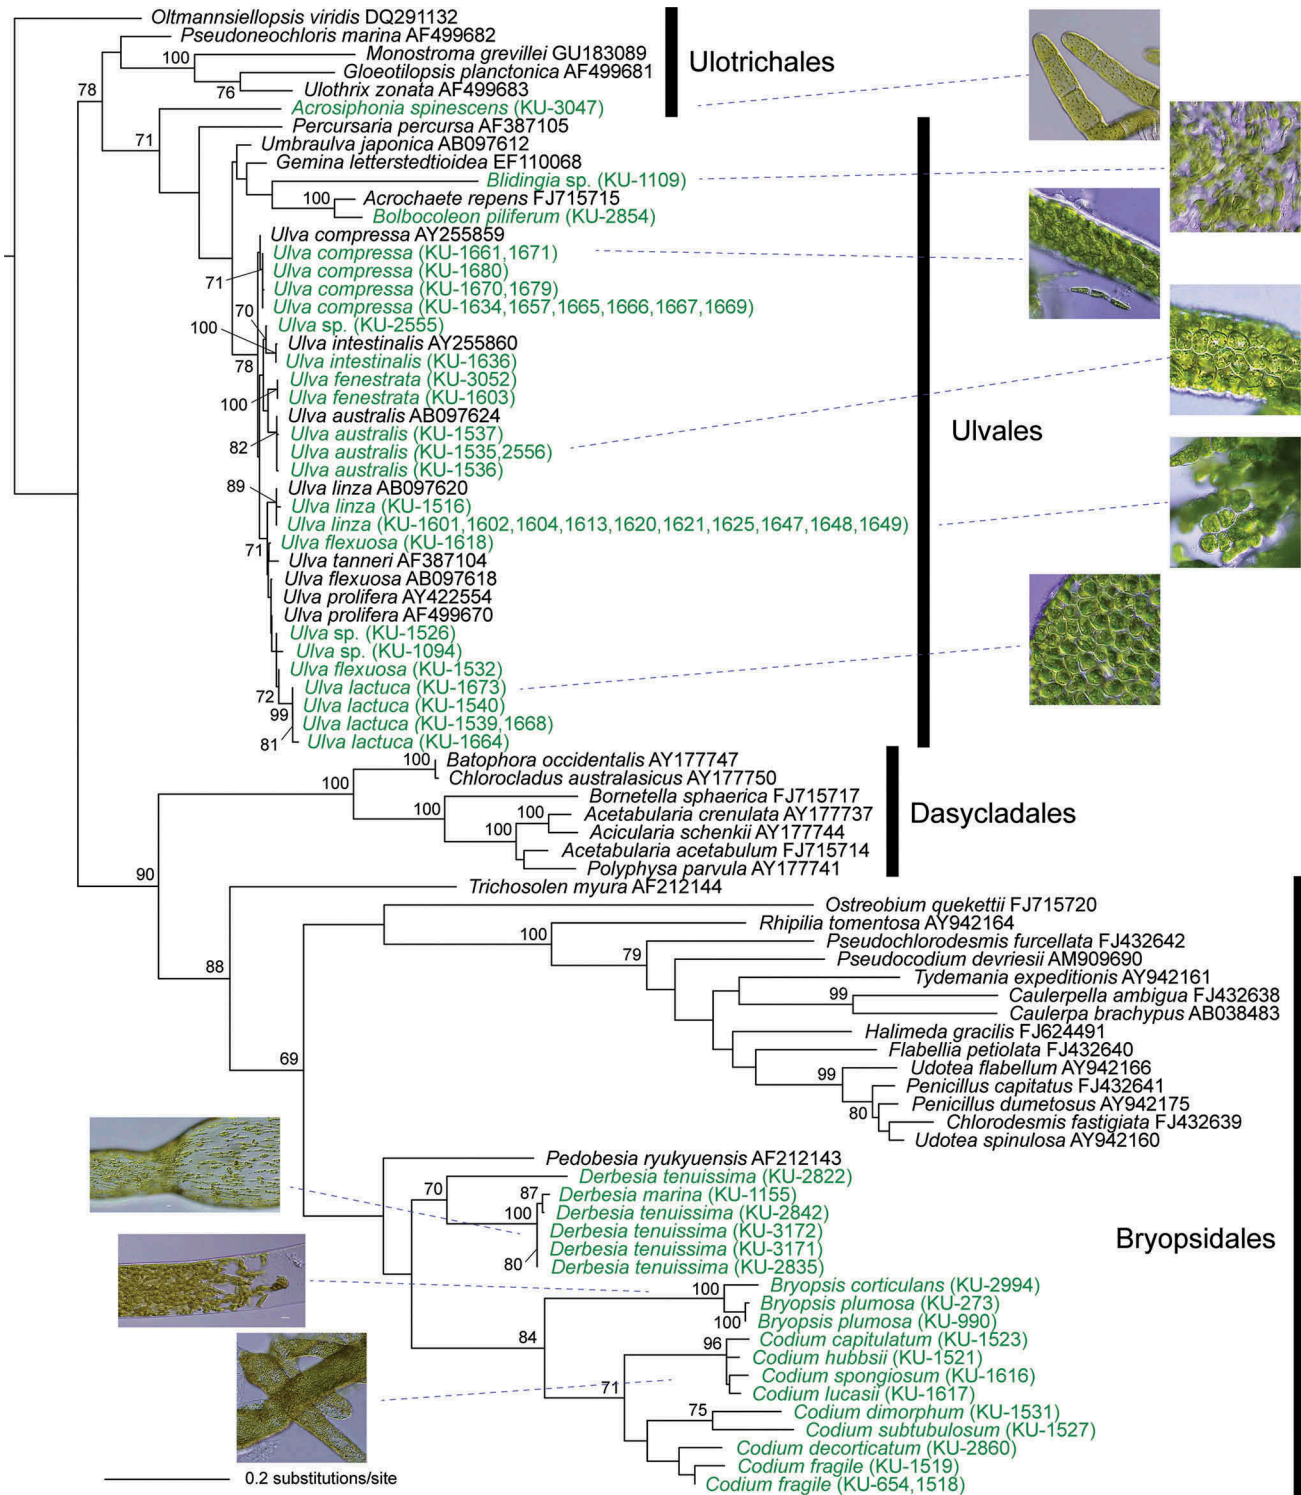 Oltmannsiellopsis viridis DQ291132
Pseudoneochloris marina AF499682
Monostroma grevillei GU183089
100
Gloeotilopsis planctonica AF499681
Ulotrichales
78
76
Ulothrix zonata AF499683
Acrosiphonia spinescens (KU-3047)
Percursaria percursa AF387105
71
Umbraulva japonica AB097612
Gemina letterstedtioidea EF110068
Blidingia sp. (KU-1109)
100
Acrochaete repens FJ715715
Bolbocoleon piliferum (KU-2854)
Ulva compressa AY255859
Ulva compressa (KU-1661,1671)
Ulva compressa (KU-1680)
71
Ulva compressa (KU-1670,1679)
Ulva compressa (KU-1634,1657,1665,1666,1667,1669)
70
Ulva sp. (KU-2555)
100
Ulva intestinalis AY255860
Ulva intestinalis (KU-1636)
78
Ulva fenestrata (KU-3052)
Ulva fenestrata (KU-1603)
100
Ulva australis AB097624
Ulva australis (KU-1537)
Ulvales
82
Ulva australis (KU-1535,2556)
Ulva australis (KU-1536)
89
Ulva linza AB097620
Ulva linza (KU-1516)
Ulva linza (KU-1601,1602,1604,1613,1620,1621,1625,1647,1648,1649)
Ulva flexuosa (KU-1618)
71
Ulva tanneri AF387104
Ulva flexuosa AB097618
Ulva prolifera AY422554
Ulva prolifera AF499670
Ulva sp. (KU-1526)
Ulva sp. (KU-1094)
Ulva flexuosa (KU-1532)
Ulva lactuca (KU-1673)
72
Ulva lactuca (KU-1540)
99
Ulva lactuca (KU-1539,1668)
81
Ulva lactuca (KU-1664)
100
Batophora occidentalis AY177747
100
Chlorocladus australasicus AY177750
Bornetella sphaerica FJ715717
100
100
Acetabularia crenulata AY177737
Dasycladales
100
Acicularia schenkii AY177744
Acetabularia acetabulum FJ715714
Polyphysa parvula AY177741
90
Trichosolen myura AF212144
Ostreobium quekettii FJ715720
Rhipilia tomentosa AY942164
100
Pseudochlorodesmis furcellata FJ432642
79
Pseudocodium devriesii AM909690
88
Tydemania expeditionis AY942161
99
Caulerpella ambigua FJ432638
Caulerpa brachypus AB038483
Halimeda gracilis FJ624491
Flabellia petiolata FJ432640
69
99
Udotea flabellum AY942166
Penicillus capitatus FJ432641
80
Penicillus dumetosus AY942175
Chlorodesmis fastigiata FJ432639
Udotea spinulosa AY942160
Pedobesia ryukyuensis AF212143
Derbesia tenuissima (KU-2822)
70
87
Derbesia marina (KU-1155)
100
Derbesia tenuissima (KU-2842)
Derbesia tenuissima (KU-3172)
Bryopsidales
Derbesia tenuissima (KU-3171)
80
Derbesia tenuissima (KU-2835)
100
Bryopsis corticulans (KU-2994)
Bryopsis plumosa (KU-273)
100
Bryopsis plumosa (KU-990)
84
96
Codium capitulatum (KU-1523)
Codium hubbsii (KU-1521)
Codium spongiosum (KU-1616)
71
Codium lucasii (KU-1617)
75
Codium dimorphum (KU-1531)
Codium subtubulosum (KU-1527)
Codium decorticatum (KU-2860)
Codium fragile (KU-1519)
0.2 substitutions/site
Codium fragile (KU-654,1518)